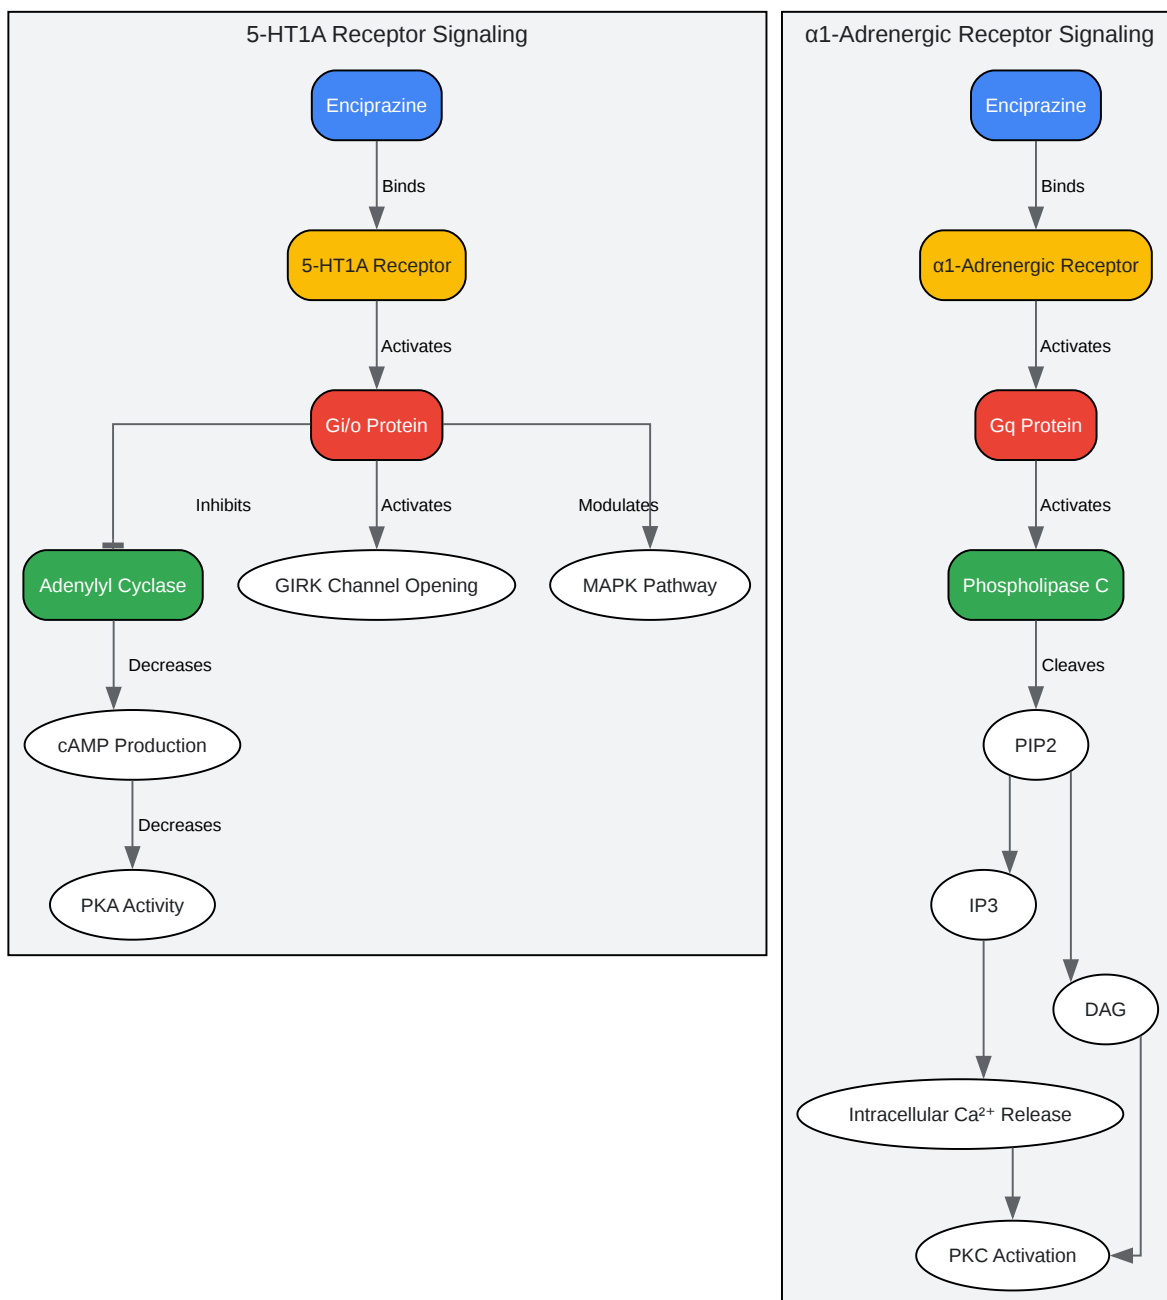 5-HT1A Receptor Signaling
Enciprazine
Binds
5-HT1A Receptor
Activates
Gi/o Protein
Inhibits
Activates
Modulates
Adenylyl Cyclase
GIRK Channel Opening
MAPK Pathway
Decreases
cAMP Production
Decreases
PKA Activity
α1-Adrenergic Receptor Signaling
Enciprazine
Binds
α1-Adrenergic Receptor
Activates
Gq Protein
Activates
Phospholipase C
Cleaves
PIP2
IP3
DAG
Intracellular Ca²⁺ Release
PKC Activation